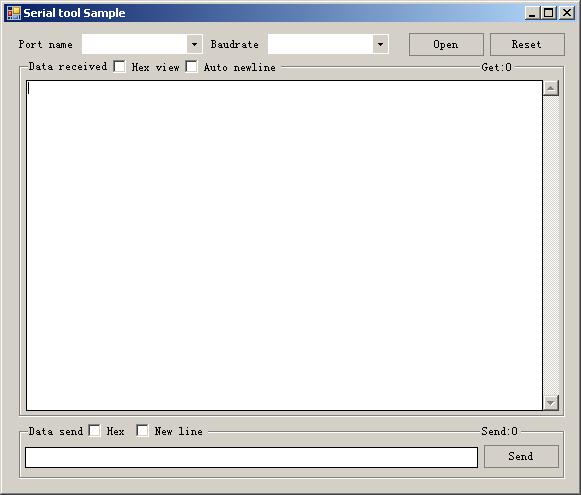 Serial tool Sample
Port name Baudrate Open Reset
Data received Hex view Auto newline Get:0
Data send Hex New line Send:0
Send